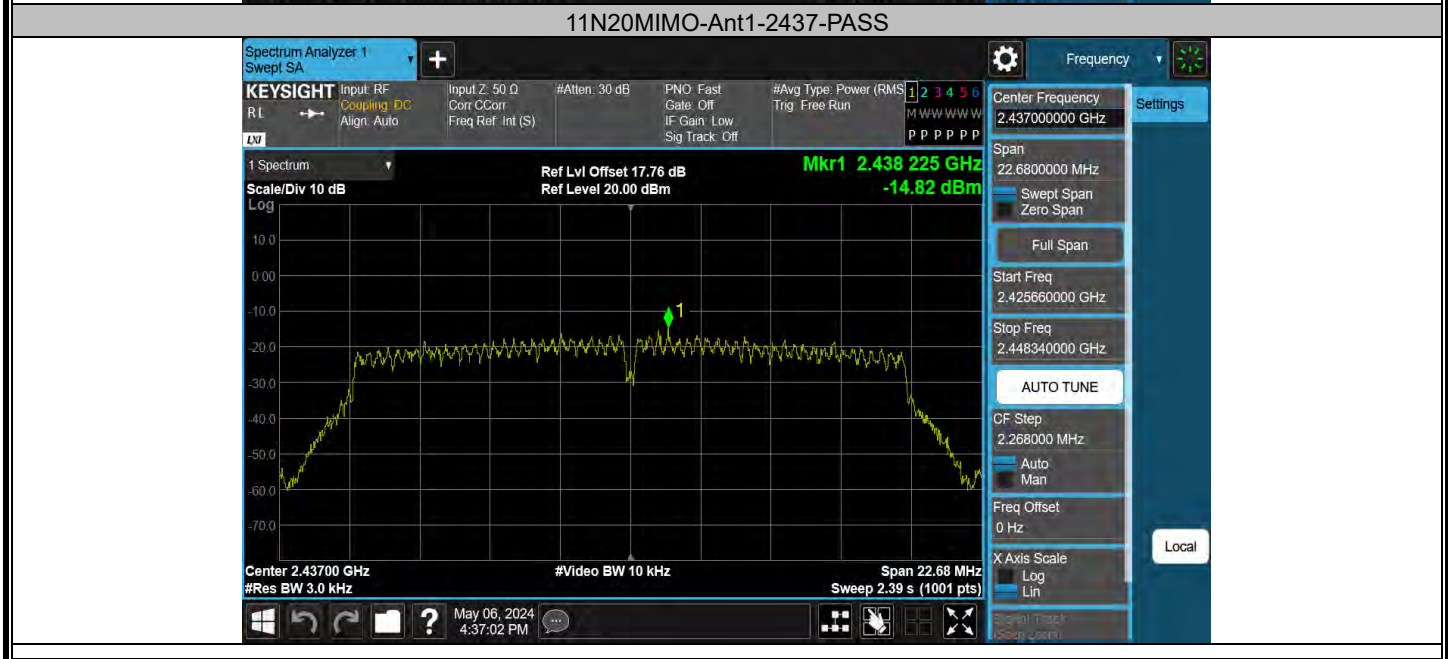 11N20MIMO-Ant1-2437-PASS
Spectrum Analyzer 1
Swept SA
+
Frequency
KEYSIGHT
RL
LXI
Input: RF
Coupling: DC
Align: Auto
Input Z: 50 Ω
Corr CCorr
Freq Ref: Int (S)
#Atten: 30 dB
PNO: Fast
Gate: Off
IF Gain: Low
Sig Track: Off
#Avg Type: Power (RMS
Trig: Free Run
1 2 3 4 5 6
M W W W W W
P P P P P P
Center Frequency
2.437000000 GHz
Settings
Span
22.6800000 MHz
Swept Span
Zero Span
Full Span
Start Freq
2.425660000 GHz
Stop Freq
2.448340000 GHz
AUTO TUNE
CF Step
2.268000 MHz
Auto
Man
Freq Offset
0 Hz
X Axis Scale
Log
Lin
Signal Track
(Span Zoom)
Local
1 Spectrum
Scale/Div 10 dB
Ref Lvl Offset 17.76 dB
Ref Level 20.00 dBm
Mkr1 2.438 225 GHz
-14.82 dBm
Log
10.0
0.00
-10.0
-20.0
-30.0
-40.0
-50.0
-60.0
-70.0
1
Center 2.43700 GHz
#Video BW 10 kHz
Span 22.68 MHz
#Res BW 3.0 kHz
Sweep 2.39 s (1001 pts)
?
May 06, 2024
4:37:02 PM